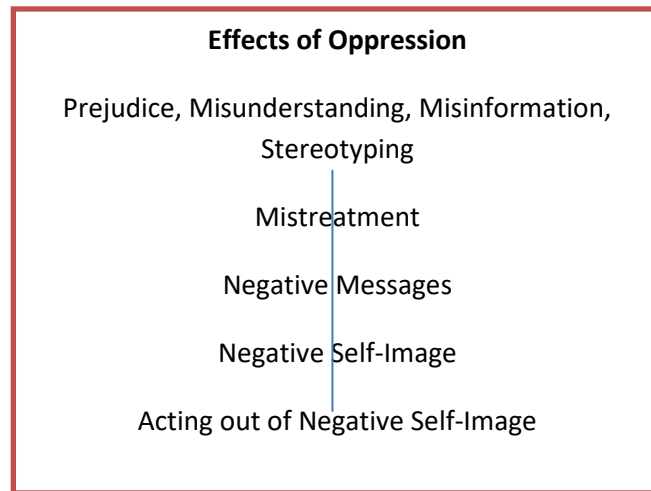 Effects of Oppression
Prejudice, Misunderstanding, Misinformation,
Stereotyping
Mistreatment
Negative Messages
Negative Self-Image
Acting out of Negative Self-Image